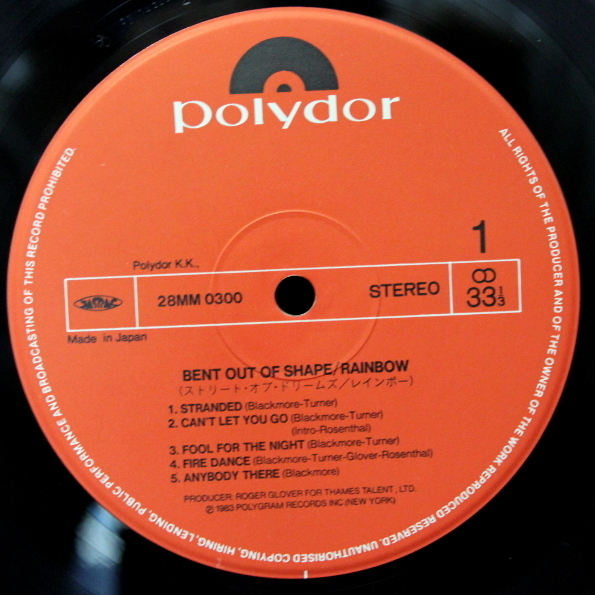 polydor
1
Polydor K.K.,
JASRAC
28MM 0300
STEREO
33 1/3
Made in Japan
BENT OUT OF SHAPE/RAINBOW
(ストリート・オブ・ドリームズ/レインボー)
1. STRANDED (Blackmore-Turner)
2. CAN'T LET YOU GO (Blackmore-Turner)
(Intro-Rosenthal)
3. FOOL FOR THE NIGHT (Blackmore-Turner)
4. FIRE DANCE (Blackmore-Turner-Glover-Rosenthal)
5. ANYBODY THERE (Blackmore)
PRODUCER: ROGER GLOVER FOR THAMES TALENT, LTD.
Ⓟ 1983 POLYGRAM RECORDS INC (NEW YORK)
ALL RIGHTS OF THE PRODUCER AND OF THE OWNER OF THE WORK REPRODUCED RESERVED. UNAUTHORISED COPYING, HIRING, LENDING, PUBLIC PERFORMANCE AND BROADCASTING OF THIS RECORD PROHIBITED.